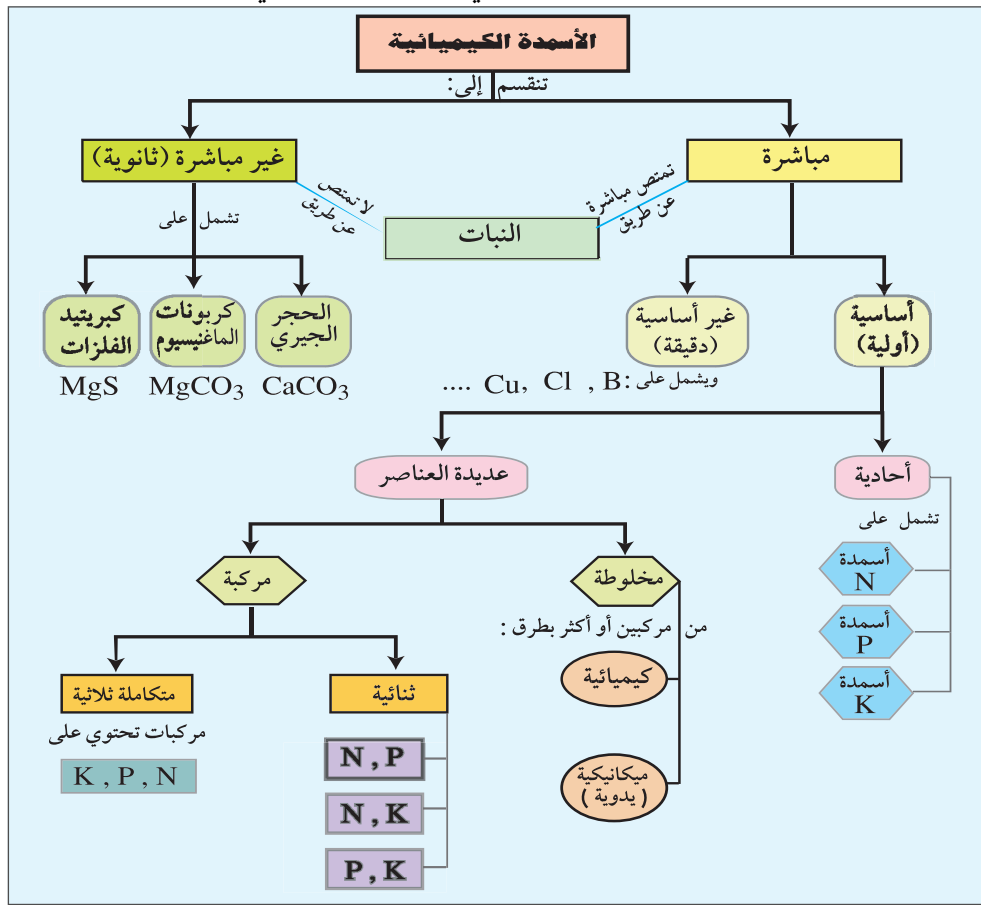 الأسمدة الكيميائية
تنقسم إلى:
مباشرة
غير مباشرة (ثانوية)
تمتص مباشرة
عن طريق
لا تمتص
عن طريق
النبات
تشمل على
أساسية
(أولية)
غير أساسية
(دقيقة)
الحجر
الجيري
كربونات
الماغنيسيوم
كبريتيد
الفلزات
ويشمل على: B , Cl , Cu ....
CaCO₃
MgCO₃
MgS
أحادية
عديدة العناصر
تشمل على
أسمدة
N
أسمدة
P
أسمدة
K
مخلوطة
مركبة
من مركبين أو أكثر بطرق :
كيميائية
ميكانيكية
( يدوية )
ثنائية
متكاملة ثلاثية
N , P
N , K
P , K
مركبات تحتوي على
K , P , N